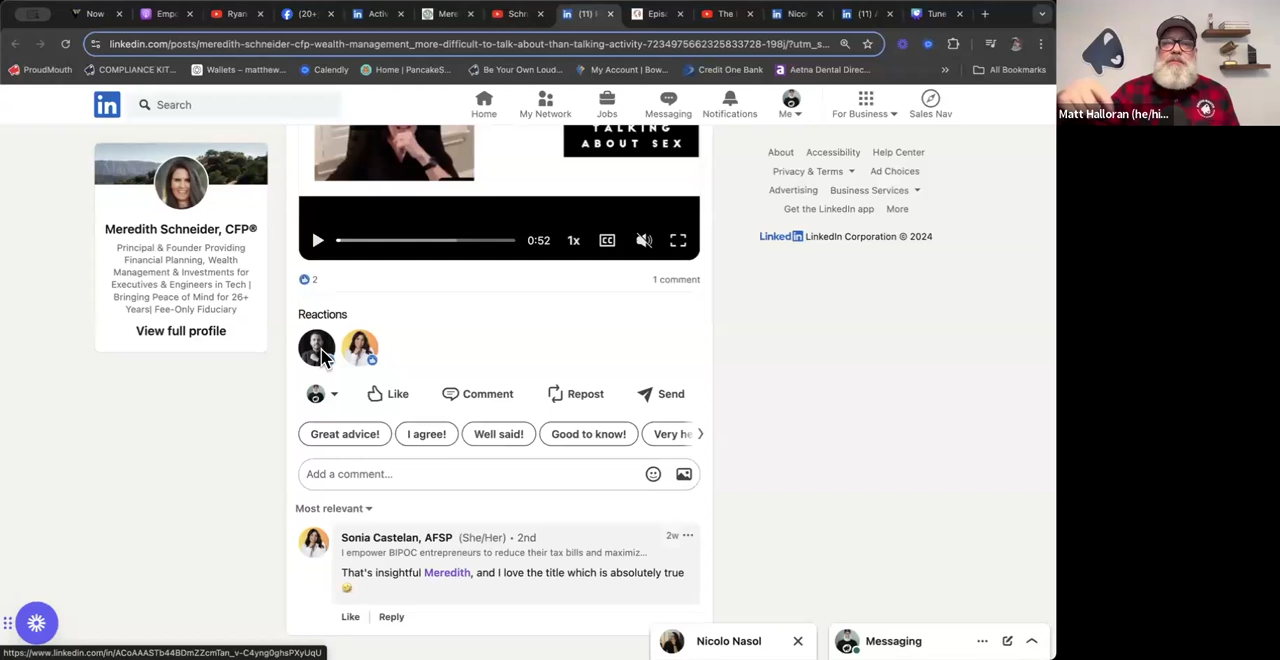 Now
Empo
Ryan
(20+
Activ
Mere
Schn
(11)
Epis
The
Nico
(11)
Tune
linkedin.com/posts/meredith-schneider-cfp-wealth-management_more-difficult-to-talk-about-than-talking-activity-7234975662325833728-198j/?utm_s...
ProudMouth
COMPLIANCE KIT...
Wallets – matthew...
Calendly
Home | PancakeS...
Be Your Own Loud...
My Account | Bow...
Credit One Bank
Aetna Dental Direc...
»
All Bookmarks
Matt Halloran (he/hi...
in
Search
Home
My Network
Jobs
Messaging
Notifications
Me
For Business
Sales Nav
TALKING
ABOUT SEX
Meredith Schneider, CFP®
Principal & Founder Providing
Financial Planning, Wealth
Management & Investments for
Executives & Engineers in Tech |
Bringing Peace of Mind for 26+
Years| Fee-Only Fiduciary
View full profile
0:52
1x
CC
2
1 comment
Reactions
Like
Comment
Repost
Send
Great advice!
I agree!
Well said!
Good to know!
Very he
Add a comment...
Most relevant
Sonia Castelan, AFSP (She/Her) • 2nd
2w
I empower BIPOC entrepreneurs to reduce their tax bills and maximiz...
That's insightful Meredith, and I love the title which is absolutely true
🤣
Like
Reply
About
Accessibility
Help Center
Privacy & Terms
Ad Choices
Advertising
Business Services
Get the LinkedIn app
More
LinkedIn LinkedIn Corporation © 2024
Nicolo Nasol
Messaging
https://www.linkedin.com/in/ACoAAASTb44BDmZZcmTan_v-C4yng0ghsPXyUqU